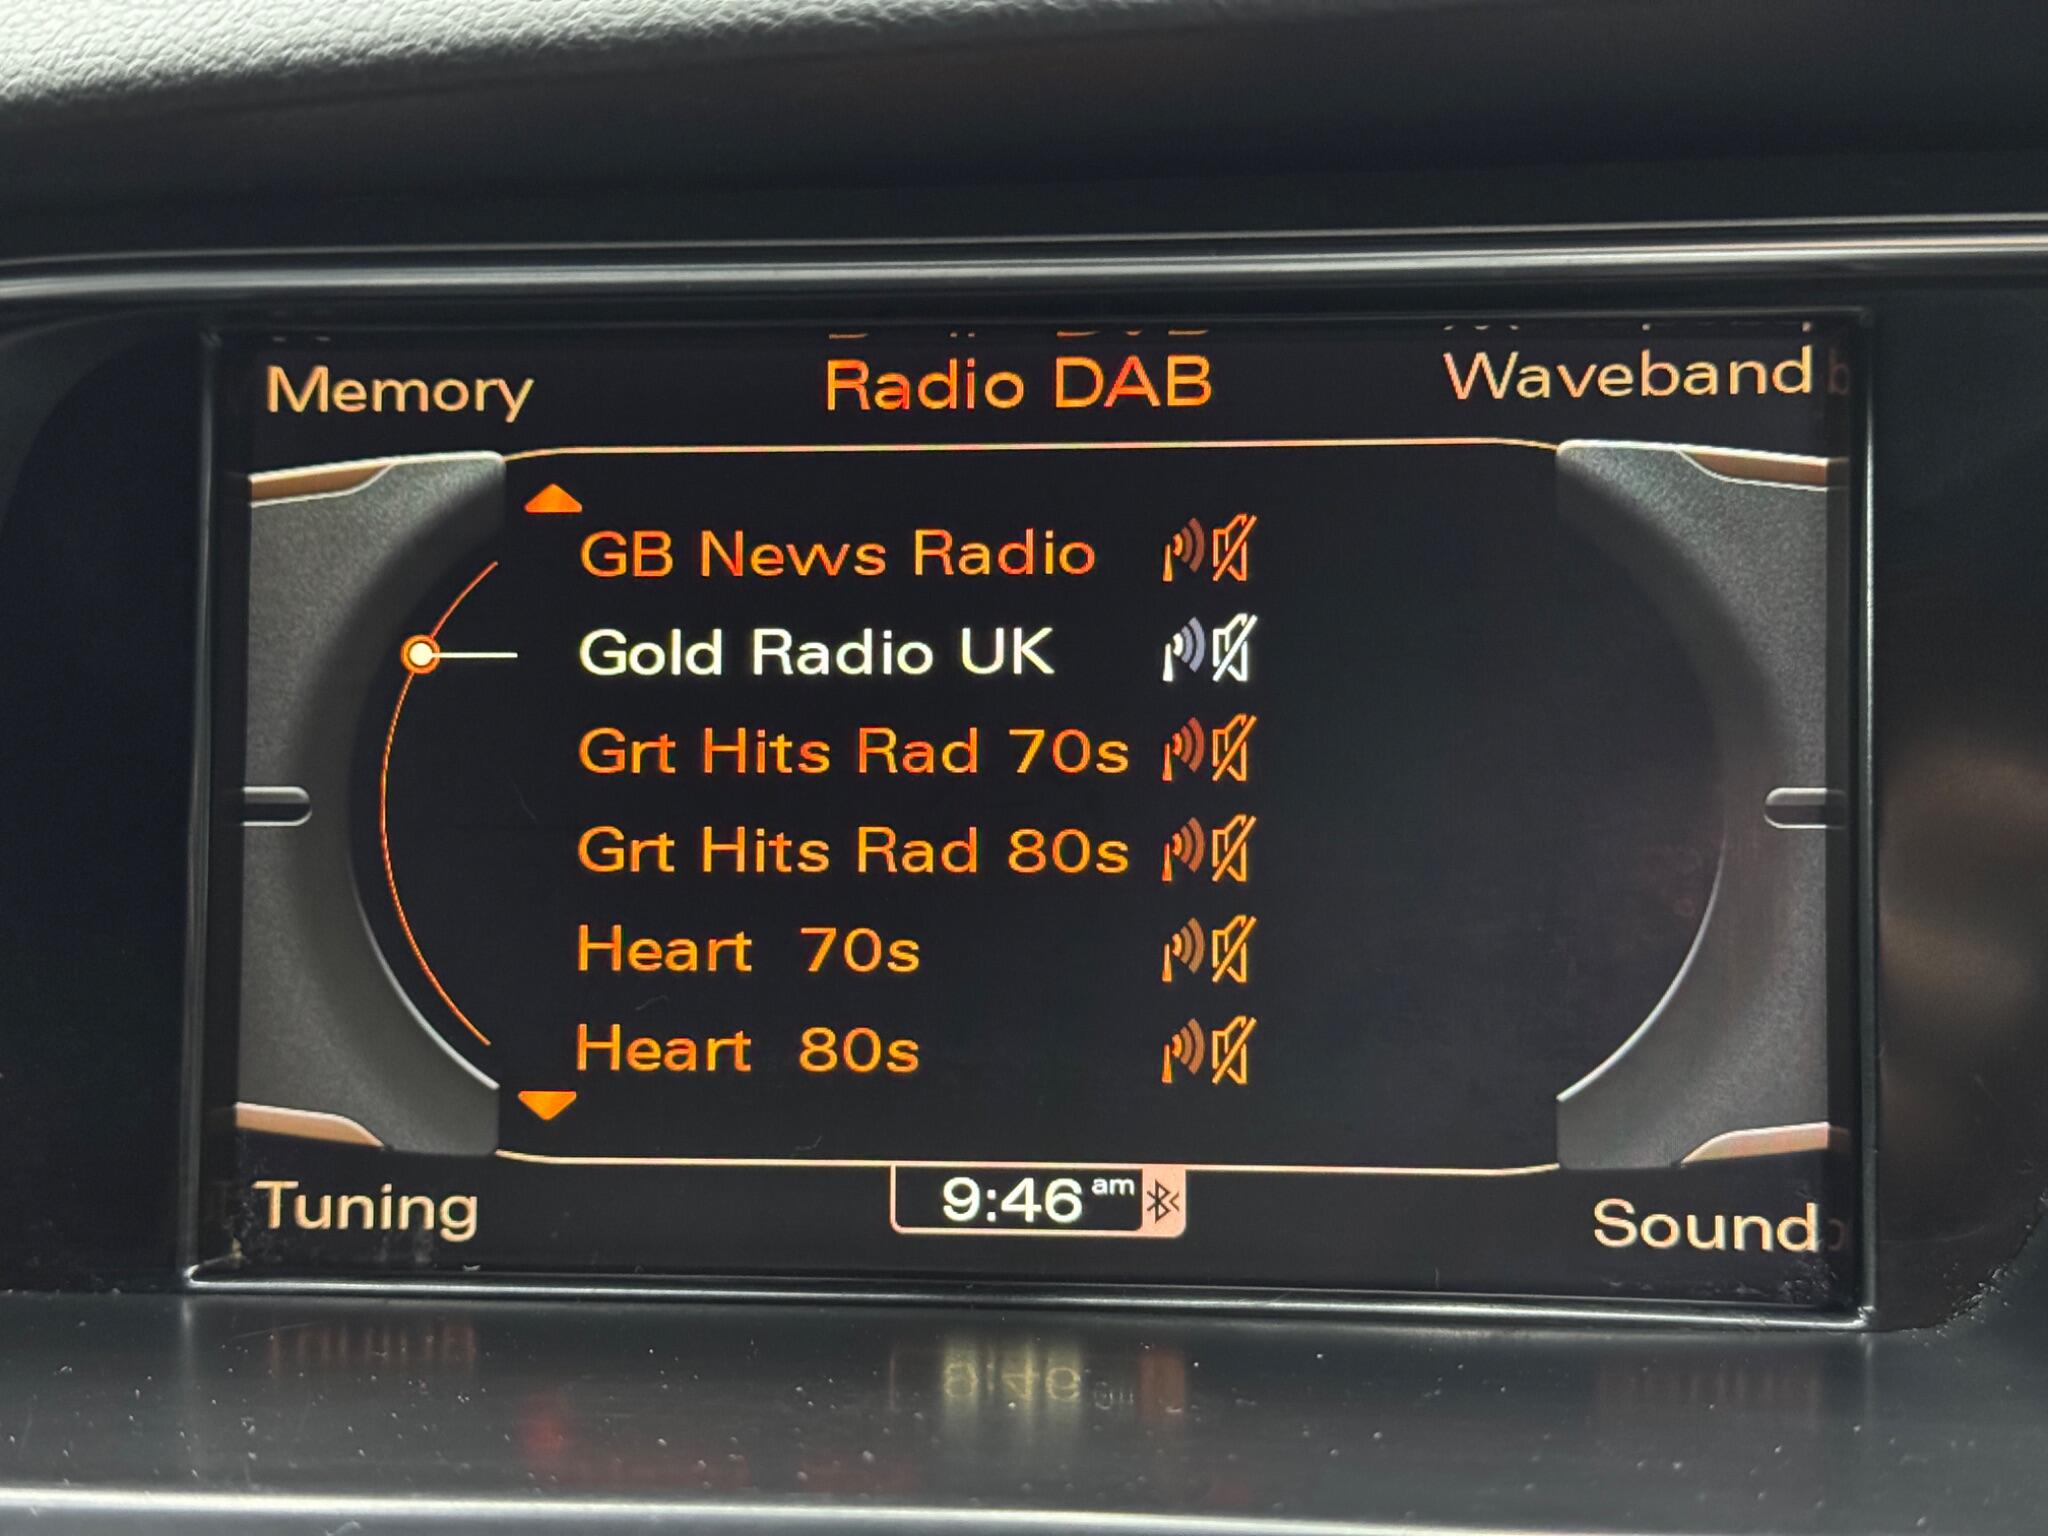 Memory Radio DAB Waveband
GB News Radio
Gold Radio UK
Grt Hits Rad 70s
Grt Hits Rad 80s
Heart 70s
Heart 80s
Tuning 9:46 am Sound